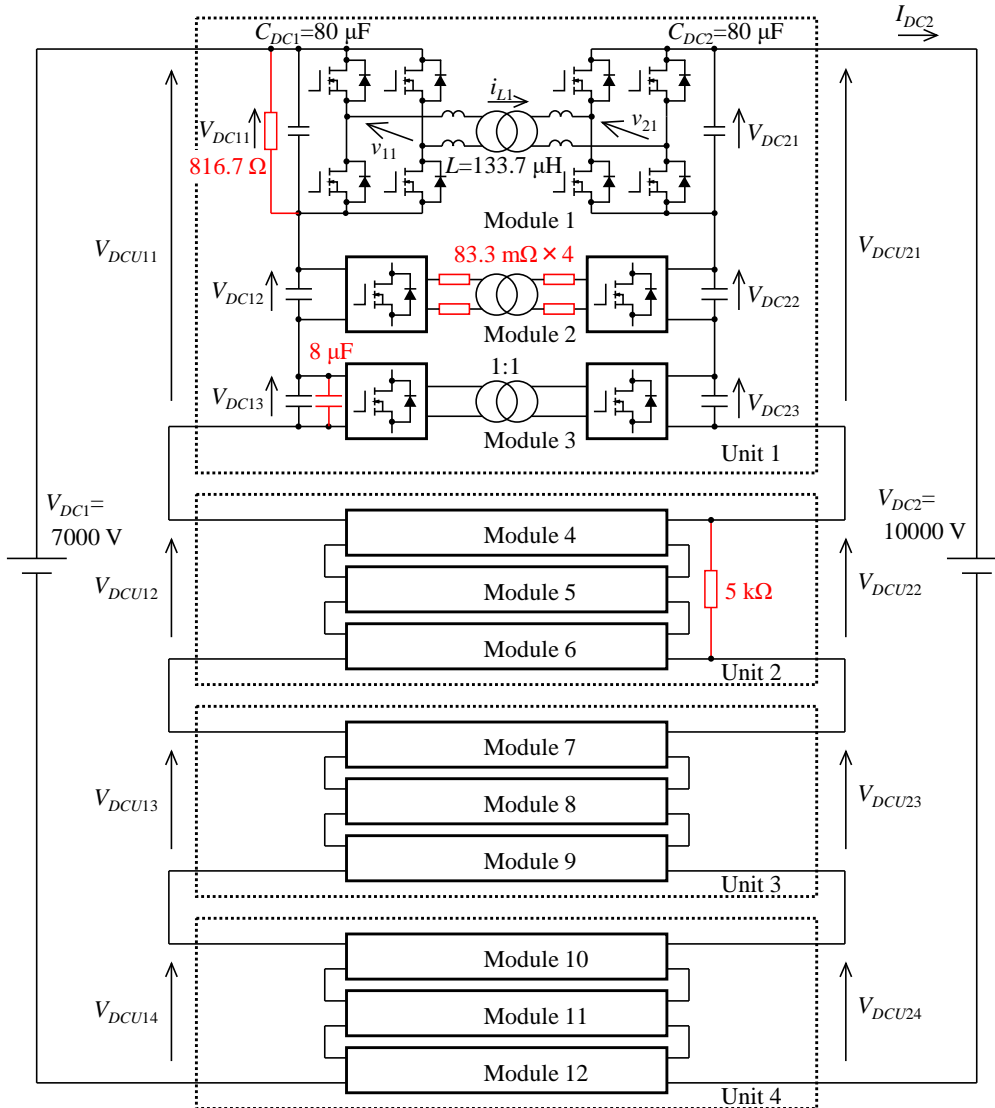 C_DC1=80 μF
C_DC2=80 μF
I_DC2
i_L1
V_DC11
v_11
v_21
V_DC21
816.7 Ω
L=133.7 μH
Module 1
V_DCU11
V_DCU21
83.3 mΩ × 4
V_DC12
V_DC22
Module 2
8 μF
1:1
V_DC13
V_DC23
Module 3
Unit 1
V_DC1=
7000 V
V_DC2=
10000 V
Module 4
V_DCU12
Module 5
5 kΩ
V_DCU22
Module 6
Unit 2
Module 7
V_DCU13
Module 8
V_DCU23
Module 9
Unit 3
Module 10
V_DCU14
Module 11
V_DCU24
Module 12
Unit 4